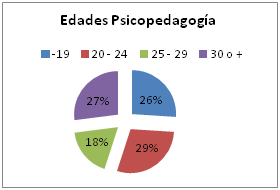 Edades Psicopedagogía
-19 20 - 24 25 - 29 30 o +
27% 26%
18% 29%